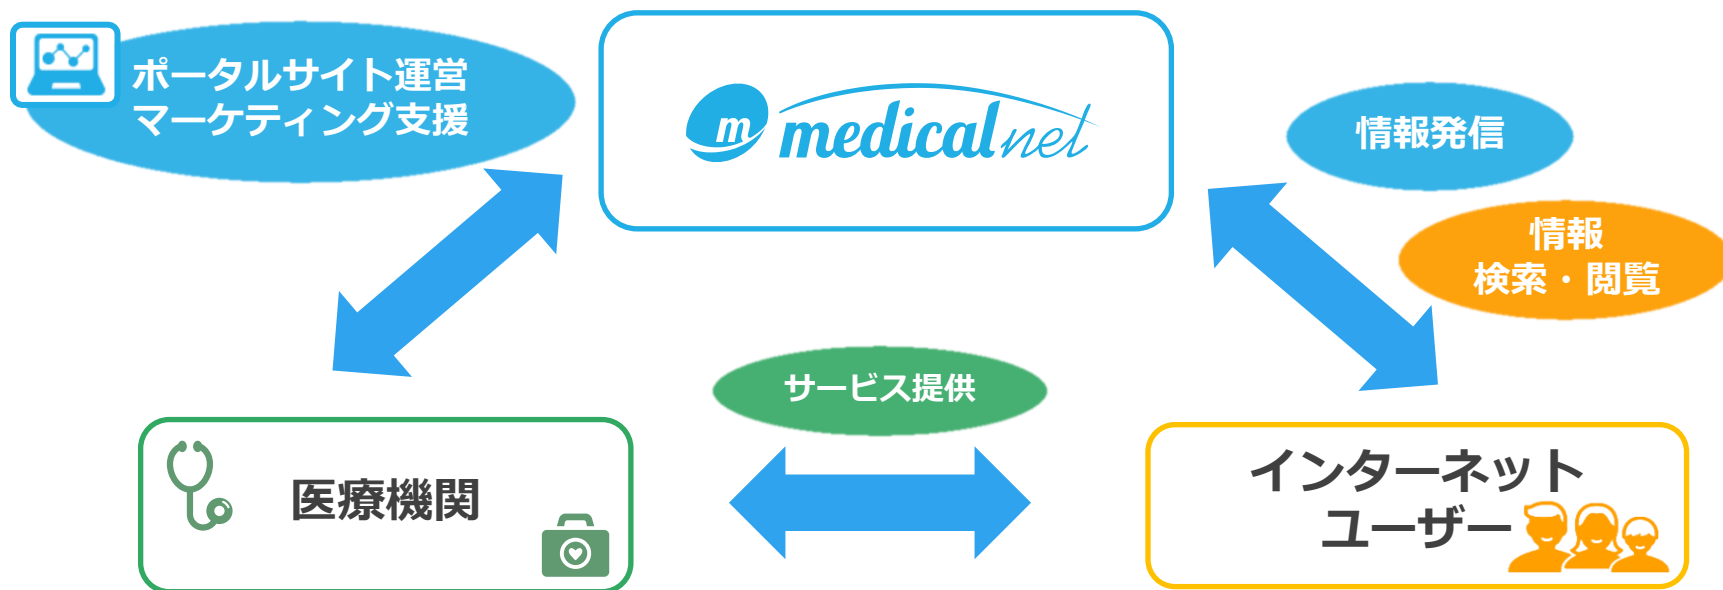 ポータルサイト運営
マーケティング支援
m medicalnet
情報発信
情報
検索・閲覧
サービス提供
医療機関
インターネット
ユーザー